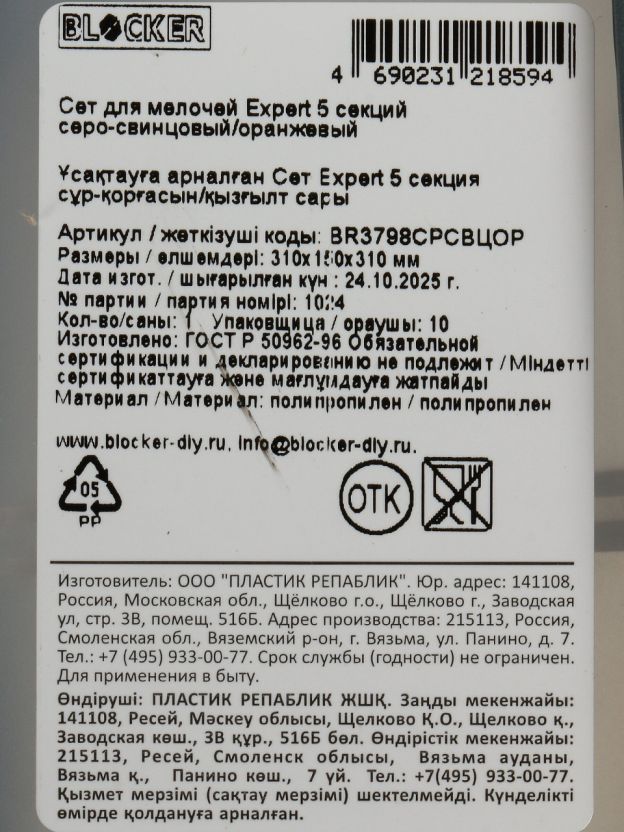 BLOCKER
4 690231 218594
Сет для мелочей Expert 5 секций
серо-свинцовый/оранжевый
Ұсақтауға арналған Сет Expert 5 секция
сұр-қорғасын/қызғылт сары
Артикул / жеткізуші коды: BR3798СРСВЦОР
Размеры / өлшемдері: 310х150х310 мм
Дата изгот. / шығарылған күн : 24.10.2025 г.
№ партии / партия номірі: 1024
Кол-во/саны: 1 Упаковщица / ораушы: 10
Изготовлено: ГОСТ Р 50962-96 Обязательной
сертификации и декларированию не подлежит / Міндетті
сертификаттауға және мағлұмдауға жатпайды
Материал / Материал: полипропилен / полипропилен
www.blocker-diy.ru, info@blocker-diy.ru.
05
PP
ОТК
Изготовитель: ООО "ПЛАСТИК РЕПАБЛИК". Юр. адрес: 141108,
Россия, Московская обл., Щёлково г.о., Щёлково г., Заводская
ул, стр. 3В, помещ. 516Б. Адрес производства: 215113, Россия,
Смоленская обл., Вяземский р-он, г. Вязьма, ул. Панино, д. 7.
Тел.: +7 (495) 933-00-77. Срок службы (годности) не ограничен.
Для применения в быту.
Өндіруші: ПЛАСТИК РЕПАБЛИК ЖШҚ. Заңды мекенжайы:
141108, Ресей, Мәскеу облысы, Щелково Қ.О., Щелково қ.,
Заводская көш., 3В құр., 516Б бөл. Өндірістік мекенжайы:
215113, Ресей, Смоленск облысы, Вязьма ауданы,
Вязьма қ., Панино көш., 7 үй. Тел.: +7(495) 933-00-77.
Қызмет мерзімі (сақтау мерзімі) шектелмейді. Күнделікті
өмірде қолдануға арналған.